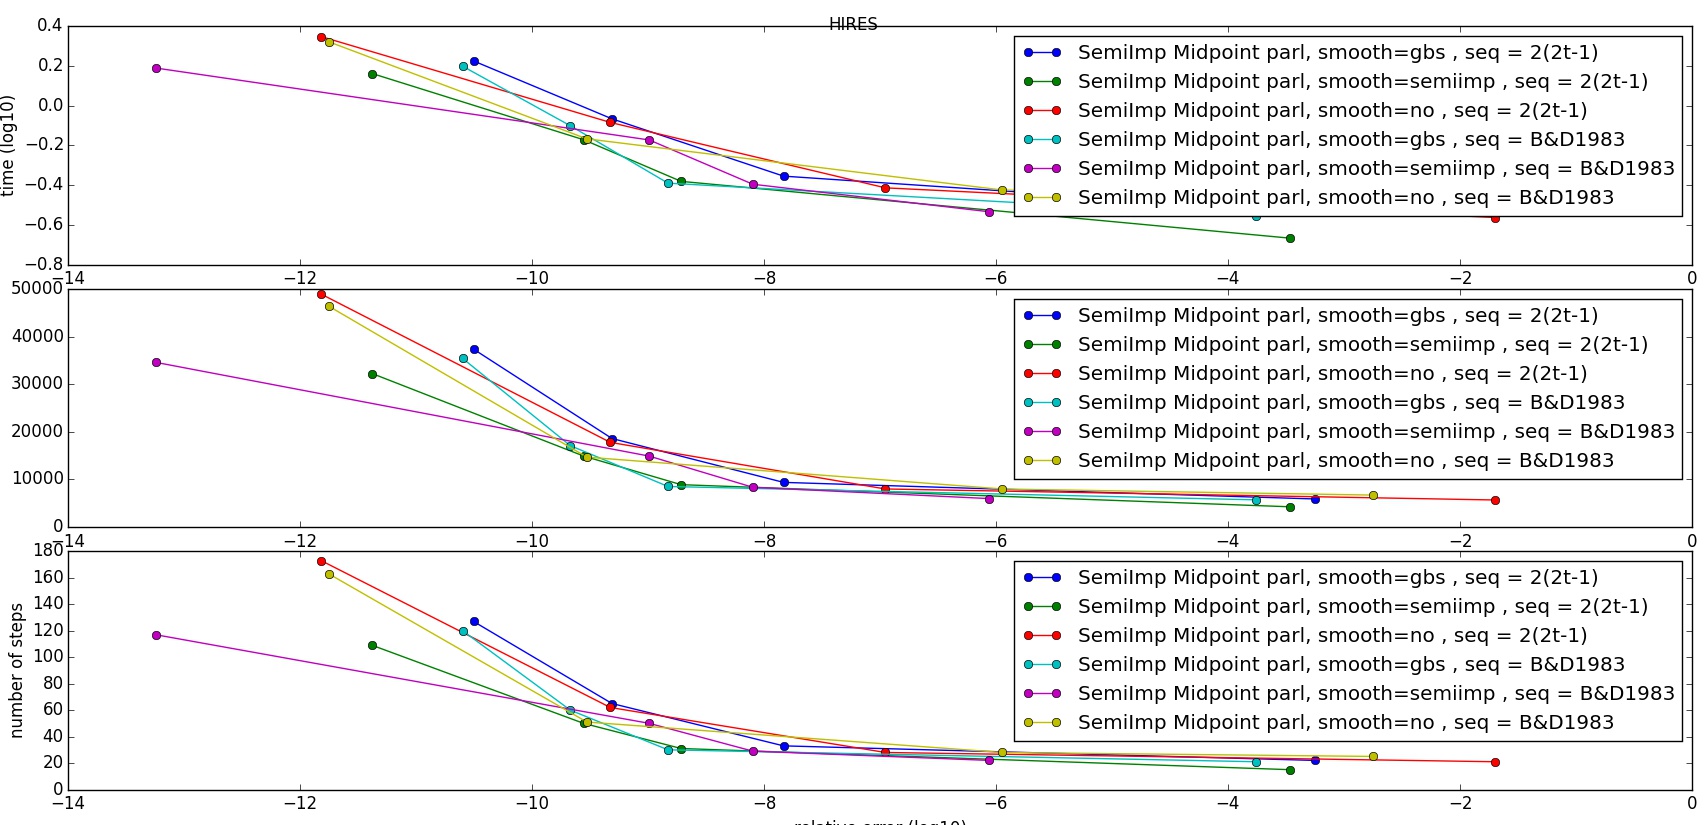 HIRES
time (log10)
0.4
0.2
0.0
−0.2
−0.4
−0.6
−0.8
SemiImp Midpoint parl, smooth=gbs , seq = 2(2t-1)
SemiImp Midpoint parl, smooth=semiimp , seq = 2(2t-1)
SemiImp Midpoint parl, smooth=no , seq = 2(2t-1)
SemiImp Midpoint parl, smooth=gbs , seq = B&D1983
SemiImp Midpoint parl, smooth=semiimp , seq = B&D1983
SemiImp Midpoint parl, smooth=no , seq = B&D1983
−14 −12 −10 −8 −6 −4 −2 0
50000
40000
30000
20000
10000
0
SemiImp Midpoint parl, smooth=gbs , seq = 2(2t-1)
SemiImp Midpoint parl, smooth=semiimp , seq = 2(2t-1)
SemiImp Midpoint parl, smooth=no , seq = 2(2t-1)
SemiImp Midpoint parl, smooth=gbs , seq = B&D1983
SemiImp Midpoint parl, smooth=semiimp , seq = B&D1983
SemiImp Midpoint parl, smooth=no , seq = B&D1983
−14 −12 −10 −8 −6 −4 −2 0
number of steps
180
160
140
120
100
80
60
40
20
0
SemiImp Midpoint parl, smooth=gbs , seq = 2(2t-1)
SemiImp Midpoint parl, smooth=semiimp , seq = 2(2t-1)
SemiImp Midpoint parl, smooth=no , seq = 2(2t-1)
SemiImp Midpoint parl, smooth=gbs , seq = B&D1983
SemiImp Midpoint parl, smooth=semiimp , seq = B&D1983
SemiImp Midpoint parl, smooth=no , seq = B&D1983
−14 −12 −10 −8 −6 −4 −2 0
relative error (log10)